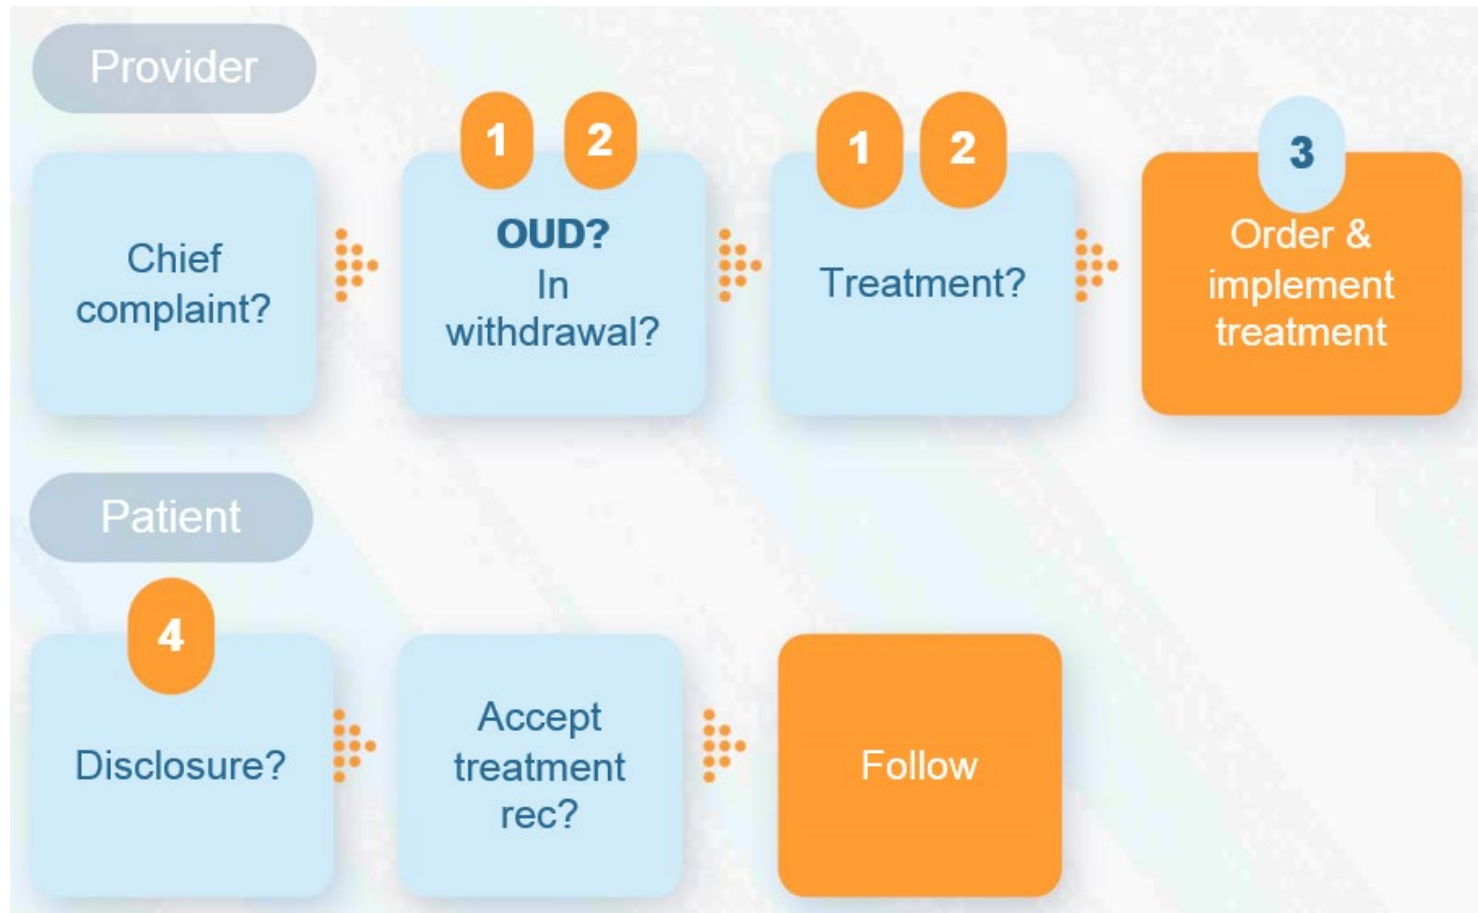 Provider
1 2
1 2
3
Chief
complaint?
OUD?
In
withdrawal?
Treatment?
Order &
implement
treatment
Patient
4
Disclosure?
Accept
treatment
rec?
Follow